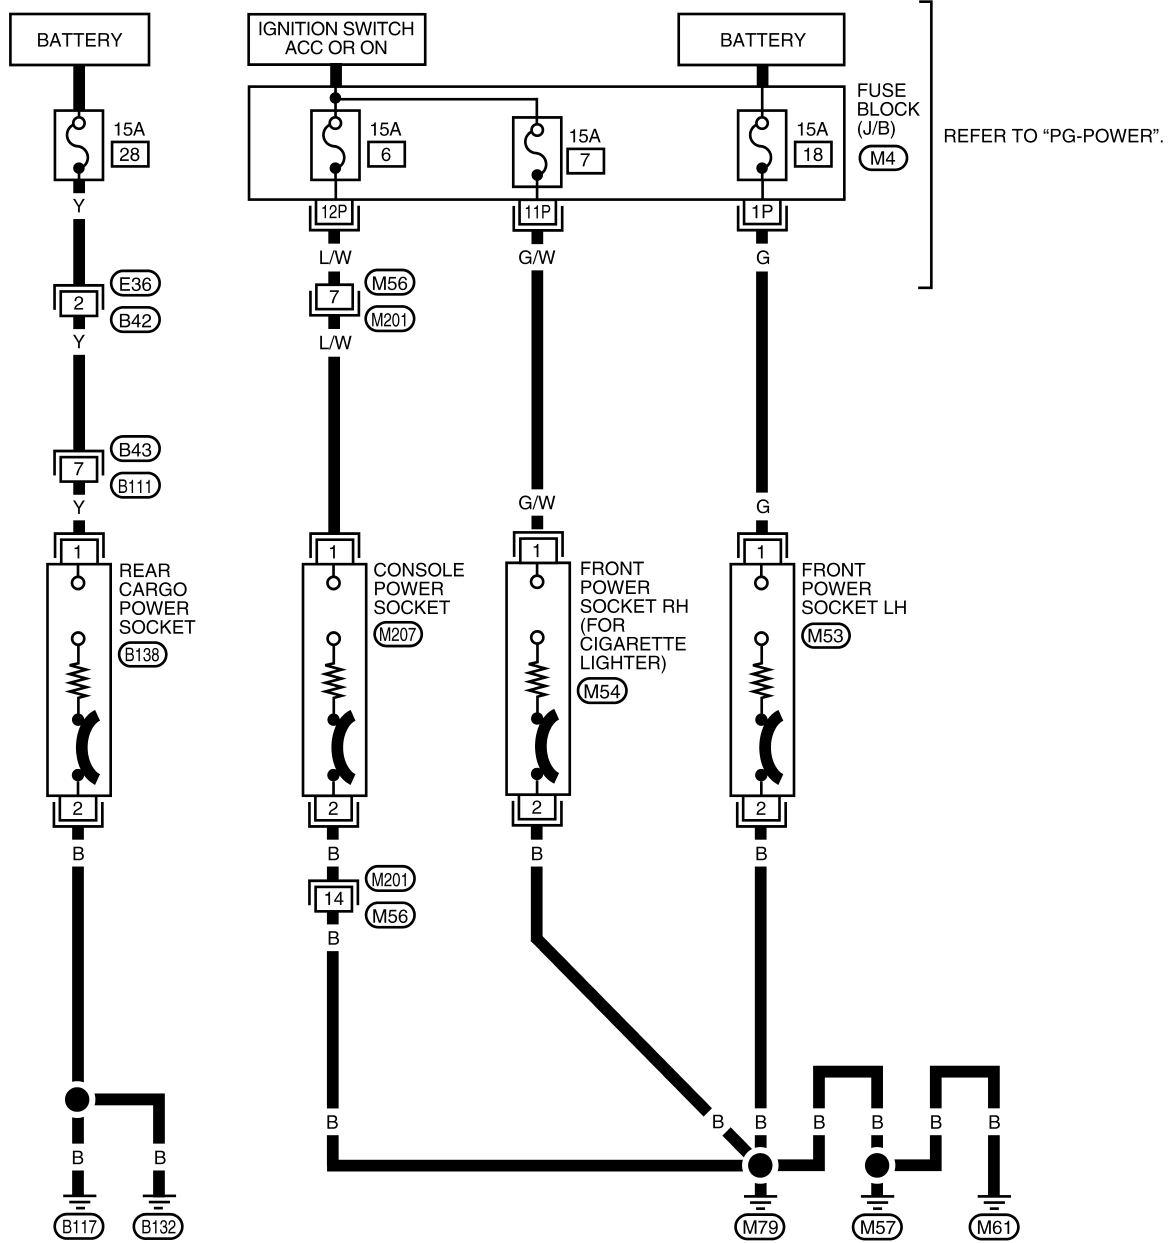 BATTERY
IGNITION SWITCH
ACC OR ON
BATTERY
FUSE
BLOCK
(J/B)
M4
REFER TO “PG-POWER”.
15A
28
15A
6
15A
7
15A
18
Y
12P
11P
1P
L/W
G/W
G
2
E36
B42
7
M56
M201
Y
L/W
7
B43
B111
Y
G/W
G
1
1
1
1
REAR
CARGO
POWER
SOCKET
B138
CONSOLE
POWER
SOCKET
M207
FRONT
POWER
SOCKET RH
(FOR
CIGARETTE
LIGHTER)
M54
FRONT
POWER
SOCKET LH
M53
2
2
2
2
B
B
B
B
14
M201
M56
B
B
B
B
B
B
B
B
B
B
B117
B132
M79
M57
M61